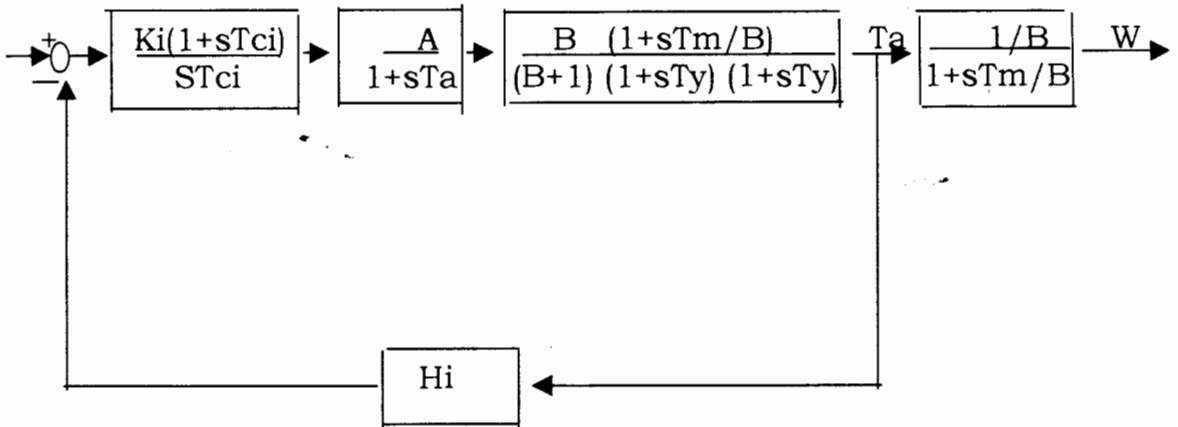 +
Ki(1+sTci)
STci
A
1+sTa
B (1+sTm/B)
(B+1) (1+sTy) (1+sTy)
Ta
1/B
1+sTm/B
W
−
Hi